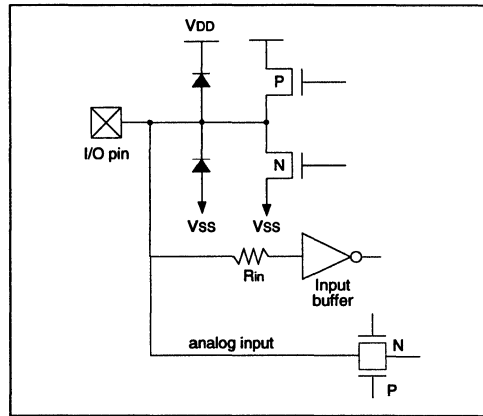 VDD
P
I/O pin
N
VSS
VSS
Rin
Input
buffer
analog input
N
P